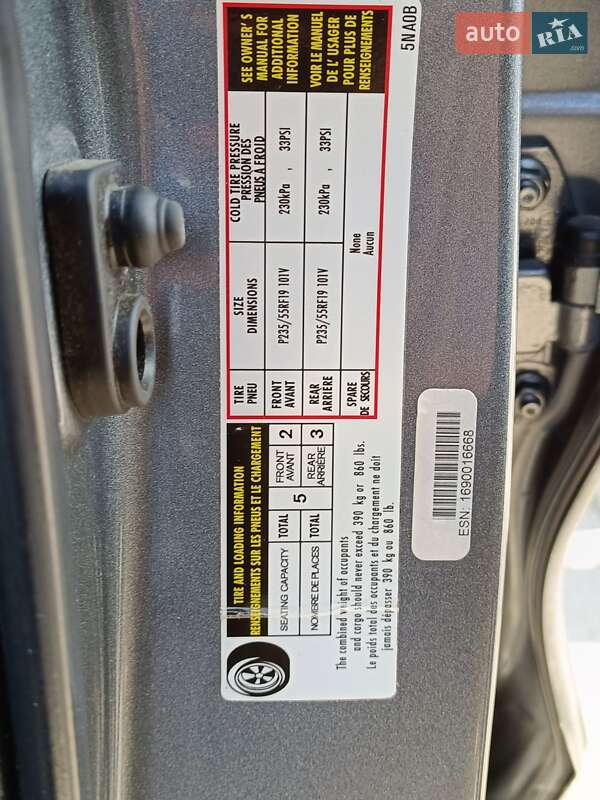 auto RIA .com
5NA0B
TIRE AND LOADING INFORMATION
RENSEIGNEMENTS SUR LES PNEUS ET LE CHARGEMENT
SEATING CAPACITY TOTAL 5 FRONT AVANT 2
NOMBRE DE PLACES TOTAL REAR ARRIÈRE 3
The combined weight of occupants
and cargo should never exceed 390 kg or 860 lbs.
Le poids total des occupants et du chargement ne doit
jamais dépasser 390 kg ou 860 lb.
TIRE PNEU
SIZE DIMENSIONS
COLD TIRE PRESSURE
PRESSION DES
PNEUS À FROID
FRONT AVANT P235/55RF19 101V 230kPa , 33PSI
REAR ARRIERE P235/55RF19 101V 230kPa , 33PSI
SPARE DE SECOURS None Aucun
SEE OWNER'S
MANUAL FOR
ADDITIONAL
INFORMATION
VOIR LE MANUEL
DE L' USAGER
POUR PLUS DE
RENSEIGNEMENTS
ESN: 1690016668